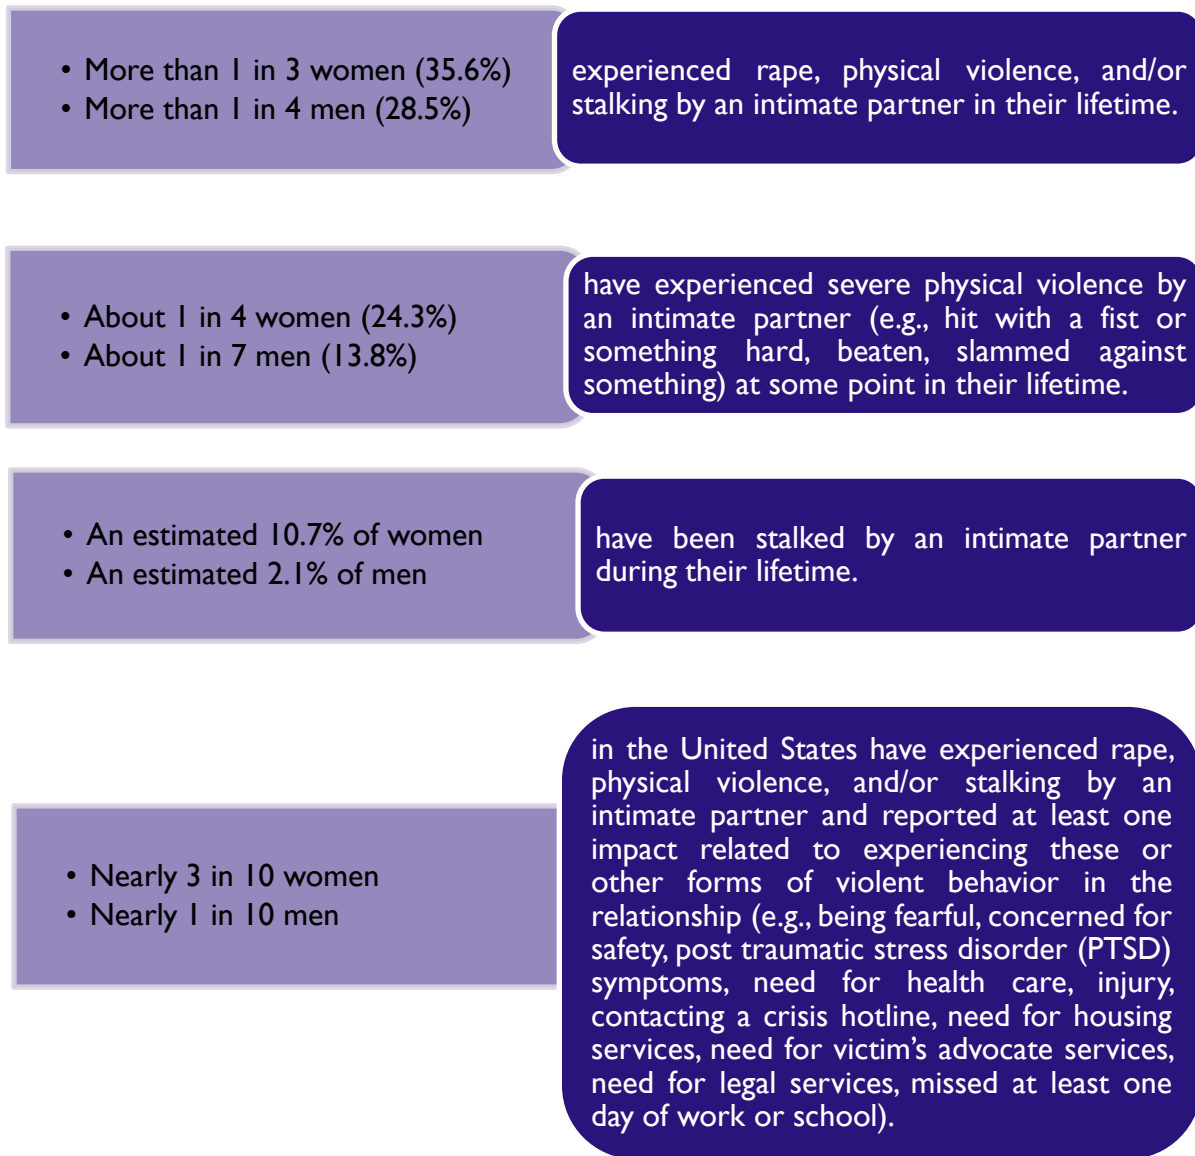 • More than 1 in 3 women (35.6%)
• More than 1 in 4 men (28.5%)
experienced rape, physical violence, and/or
stalking by an intimate partner in their lifetime.
• About 1 in 4 women (24.3%)
• About 1 in 7 men (13.8%)
have experienced severe physical violence by
an intimate partner (e.g., hit with a fist or
something hard, beaten, slammed against
something) at some point in their lifetime.
• An estimated 10.7% of women
• An estimated 2.1% of men
have been stalked by an intimate partner
during their lifetime.
• Nearly 3 in 10 women
• Nearly 1 in 10 men
in the United States have experienced rape,
physical violence, and/or stalking by an
intimate partner and reported at least one
impact related to experiencing these or
other forms of violent behavior in the
relationship (e.g., being fearful, concerned for
safety, post traumatic stress disorder (PTSD)
symptoms, need for health care, injury,
contacting a crisis hotline, need for housing
services, need for victim’s advocate services,
need for legal services, missed at least one
day of work or school).